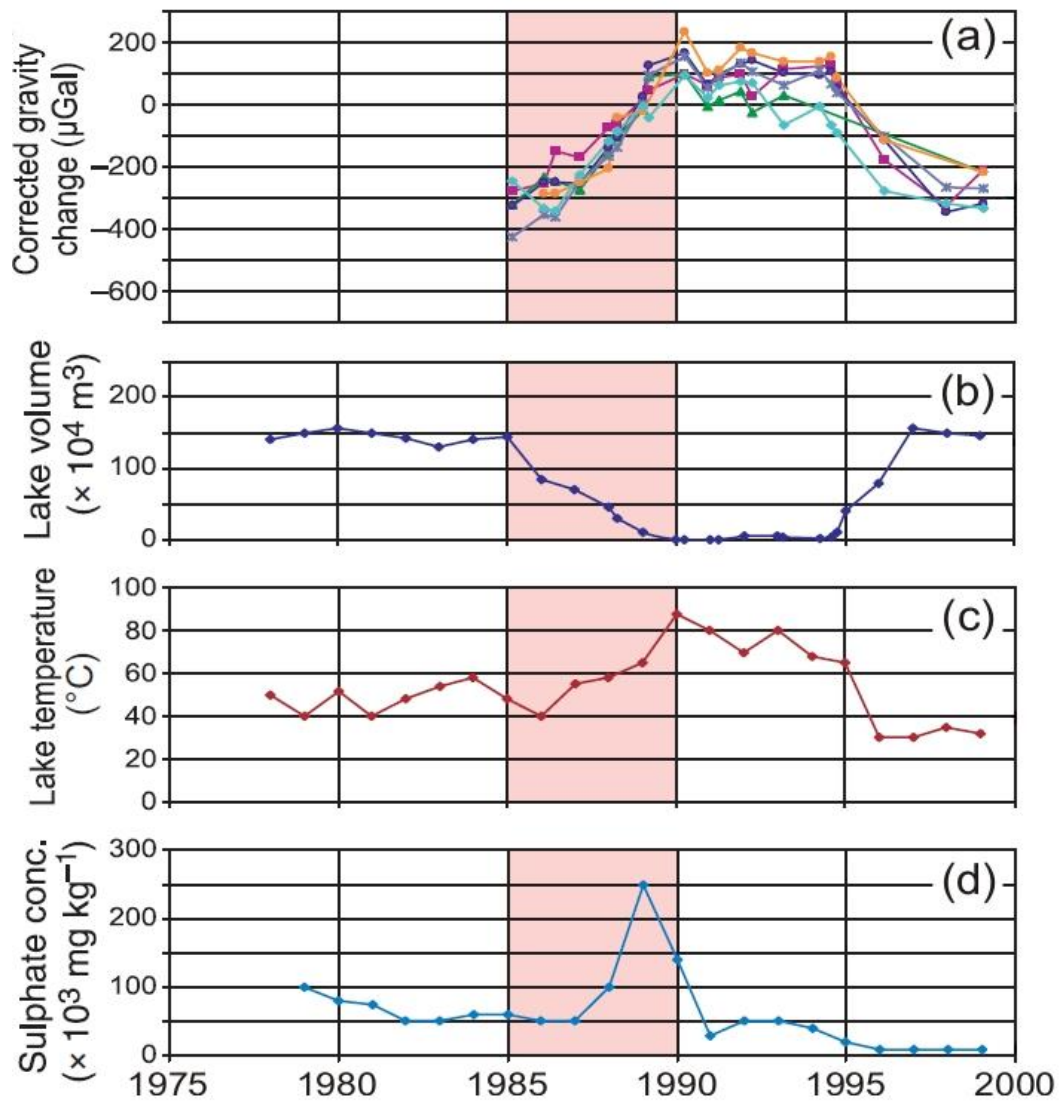 (a)
Corrected gravity
change (µGal)
200
0
–200
–400
–600
(b)
Lake volume
(× 10⁴ m³)
200
100
0
(c)
Lake temperature
(°C)
100
80
60
40
20
0
(d)
Sulphate conc.
(× 10³ mg kg⁻¹)
300
200
100
0
1975 1980 1985 1990 1995 2000